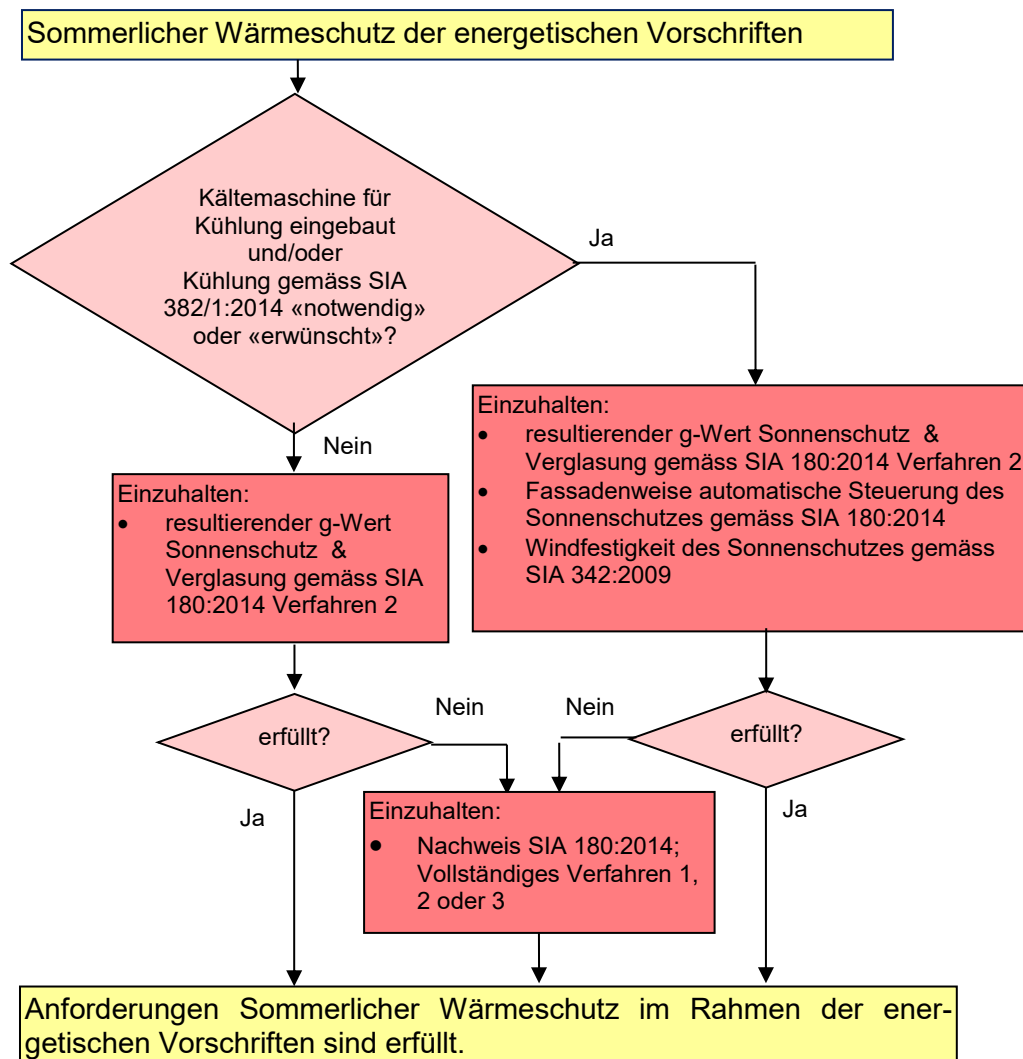 Sommerlicher Wärmeschutz der energetischen Vorschriften
Kältemaschine für
Kühlung eingebaut
und/oder
Kühlung gemäss SIA
382/1:2014 «notwendig»
oder «erwünscht»?
Ja
Nein
Einzuhalten:
• resultierender g-Wert Sonnenschutz &
Verglasung gemäss SIA 180:2014 Verfahren 2
• Fassadenweise automatische Steuerung des
Sonnenschutzes gemäss SIA 180:2014
• Windfestigkeit des Sonnenschutzes gemäss
SIA 342:2009
Einzuhalten:
• resultierender g-Wert
Sonnenschutz &
Verglasung gemäss SIA
180:2014 Verfahren 2
erfüllt?
Nein
Nein
erfüllt?
Ja
Ja
Einzuhalten:
• Nachweis SIA 180:2014;
Vollständiges Verfahren 1,
2 oder 3
Anforderungen Sommerlicher Wärmeschutz im Rahmen der ener-
getischen Vorschriften sind erfüllt.